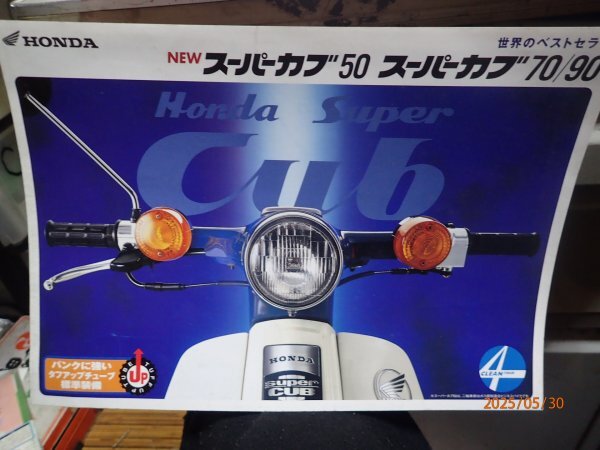 HONDA
世界のベストセラ
NEW スーパーカブ50 スーパーカブ70/90
Honda Super
Cub
パンクに強い
タフアップチューブ
標準装備
TUFF UP TUBE
UP
HONDA
Super
CUB
4
CLEAN
2025/05/30